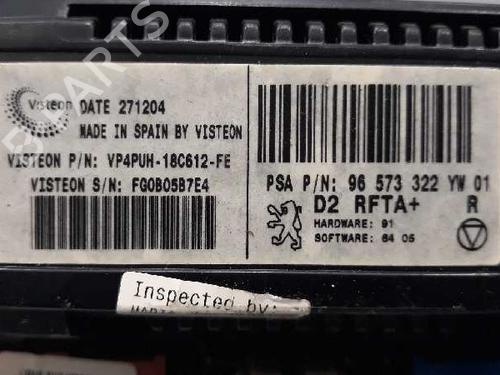 Visteon
DATE 271204
MADE IN SPAIN BY VISTEON
VISTEON P/N: VP4PUH-18C612-FE
VISTEON S/N: FG0B05B7E4
PSA P/N: 96 573 322 YW 01
D2 RFTA+ R
HARDWARE: 91
SOFTWARE: 64 05
Inspected by:
B-PARTS